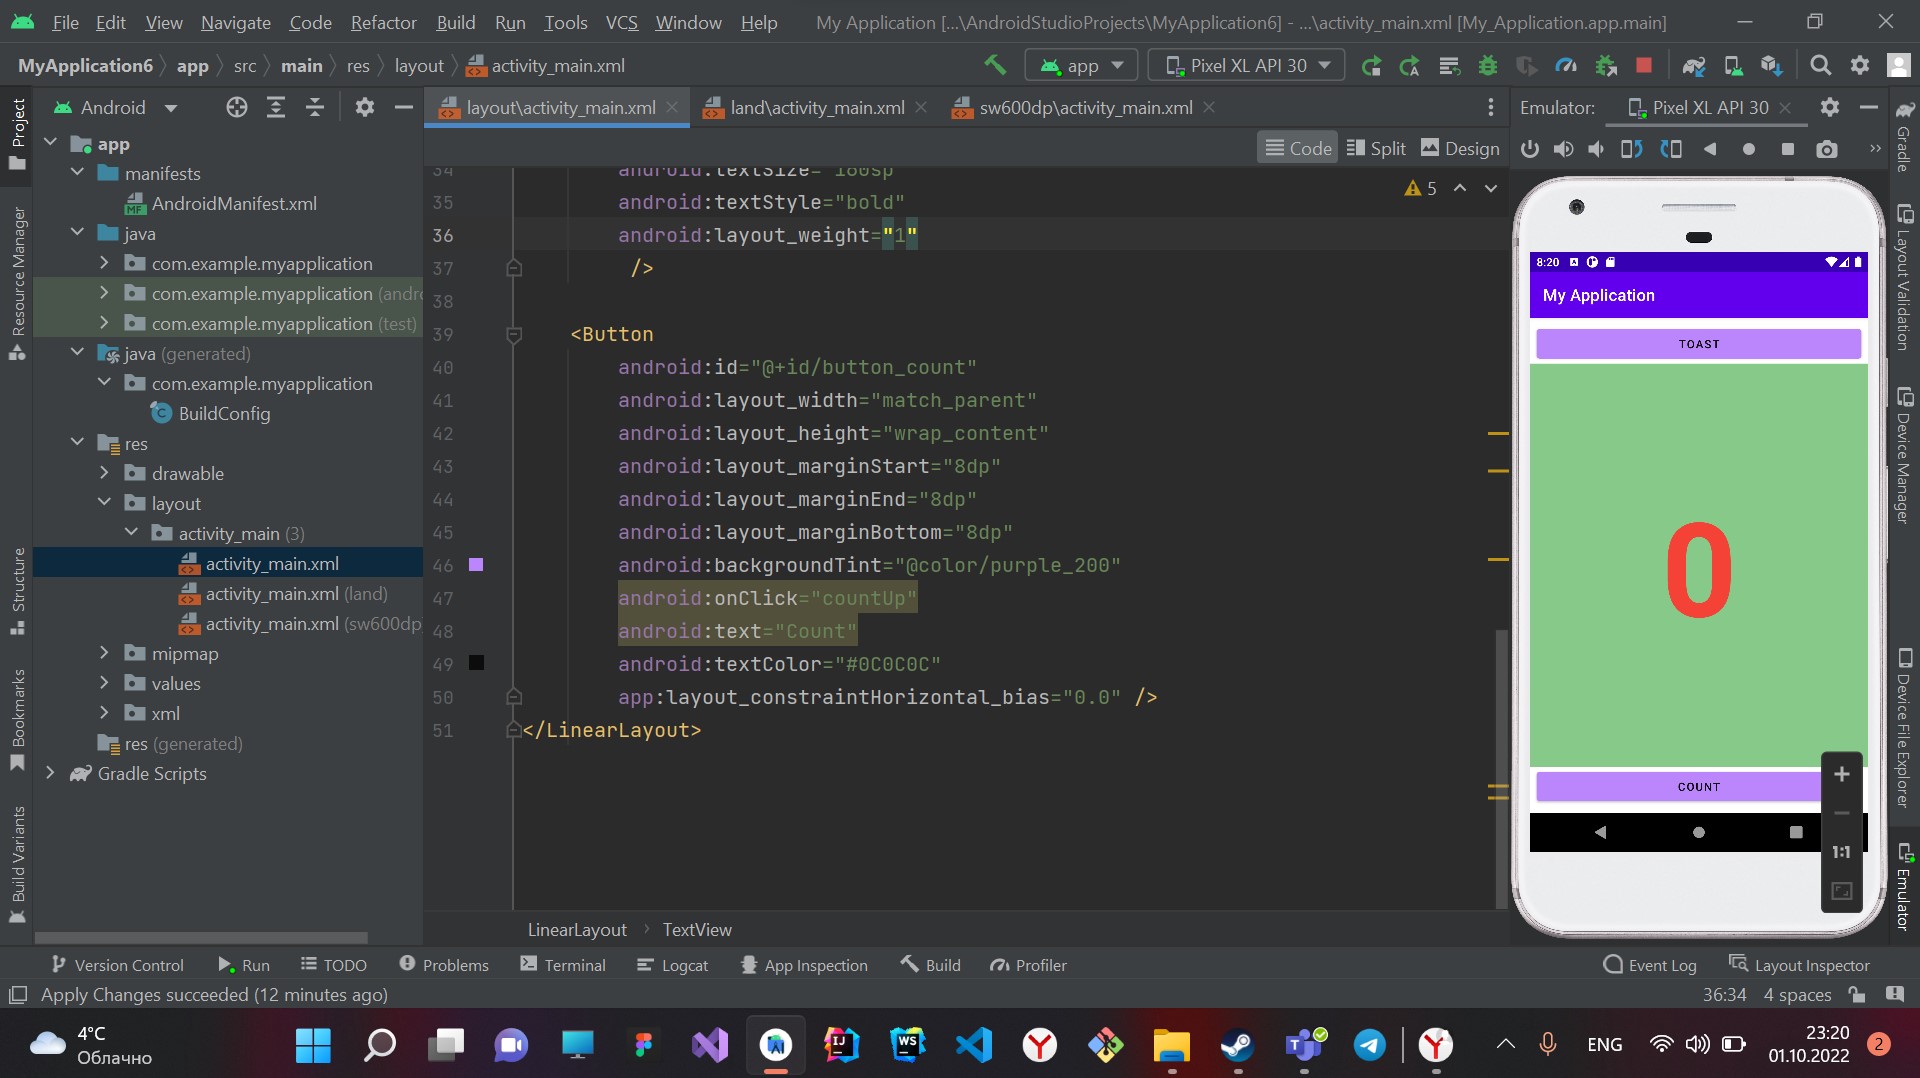 File Edit View Navigate Code Refactor Build Run Tools VCS Window Help My Application [...\AndroidStudioProjects\MyApplication6] - ...\activity_main.xml [My_Application.app.main]
MyApplication6 app src main res layout activity_main.xml app Pixel XL API 30
Android
layout\activity_main.xml land\activity_main.xml sw600dp\activity_main.xml
Emulator: Pixel XL API 30
Code Split Design
Project
Resource Manager
Structure
Bookmarks
Build Variants
app
manifests
AndroidManifest.xml
java
com.example.myapplication
com.example.myapplication (andro
com.example.myapplication (test)
java (generated)
com.example.myapplication
BuildConfig
res
drawable
layout
activity_main (3)
activity_main.xml
activity_main.xml (land)
activity_main.xml (sw600dp
mipmap
values
xml
res (generated)
Gradle Scripts
5
34 android:textSize="180sp"
35 android:textStyle="bold"
36 android:layout_weight="1"
37 />
38
39 <Button
40 android:id="@+id/button_count"
41 android:layout_width="match_parent"
42 android:layout_height="wrap_content"
43 android:layout_marginStart="8dp"
44 android:layout_marginEnd="8dp"
45 android:layout_marginBottom="8dp"
46 android:backgroundTint="@color/purple_200"
47 android:onClick="countUp"
48 android:text="Count"
49 android:textColor="#0C0C0C"
50 app:layout_constraintHorizontal_bias="0.0" />
51 </LinearLayout>
LinearLayout TextView
8:20
My Application
TOAST
0
COUNT
1:1
Gradle
Layout Validation
Device Manager
Device File Explorer
Emulator
Version Control Run TODO Problems Terminal Logcat App Inspection Build Profiler Event Log Layout Inspector
Apply Changes succeeded (12 minutes ago) 36:34 4 spaces
4°C
Облачно
ENG
23:20
01.10.2022
2